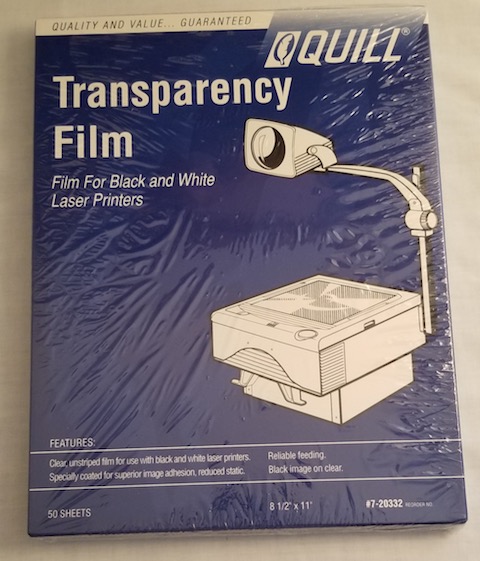 QUALITY AND VALUE... GUARANTEED
QUILL®
Transparency
Film
Film For Black and White
Laser Printers
FEATURES:
Clear, unstriped film for use with black and white laser printers.
Specially coated for superior image adhesion, reduced static.
Reliable feeding.
Black image on clear.
50 SHEETS
8 1/2" x 11"
#7-20332 REORDER NO.